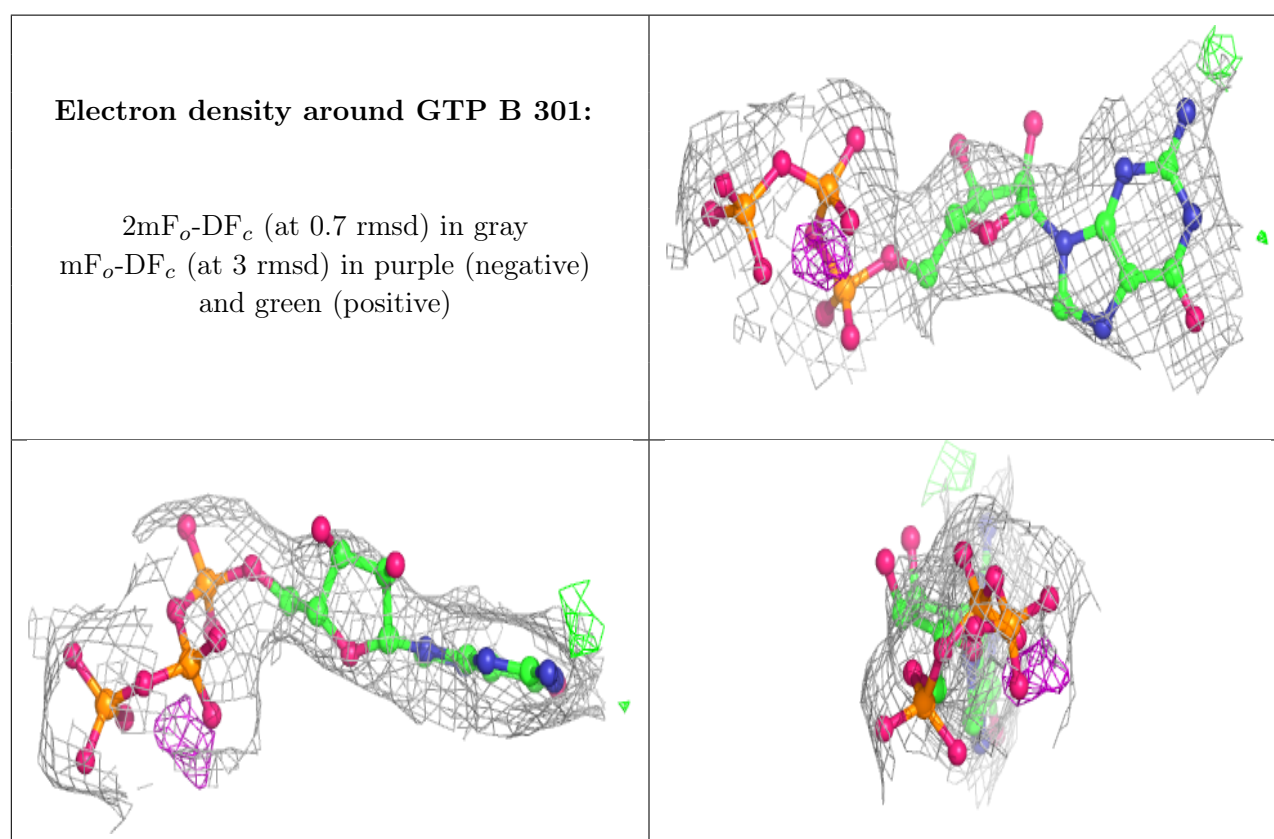 Electron density around GTP B 301:
2mFₒ-DF𝑐 (at 0.7 rmsd) in gray
mFₒ-DF𝑐 (at 3 rmsd) in purple (negative)
and green (positive)